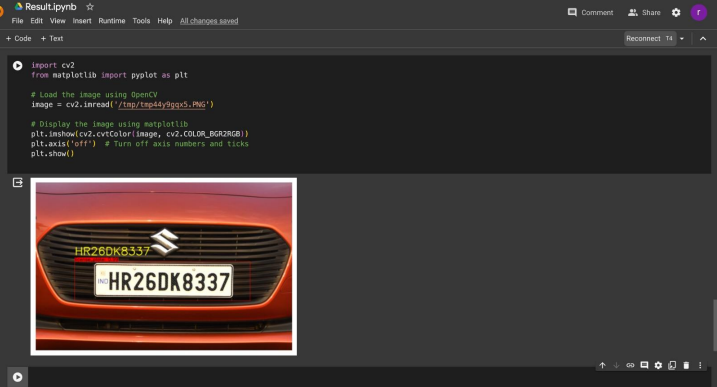 Result.ipynb
File Edit View Insert Runtime Tools Help All changes saved
Comment Share r
+ Code + Text
Reconnect T4
import cv2
from matplotlib import pyplot as plt
# Load the image using OpenCV
image = cv2.imread('/tmp/tmp44y9gqx5.PNG')
# Display the image using matplotlib
plt.imshow(cv2.cvtColor(image, cv2.COLOR_BGR2RGB))
plt.axis('off') # Turn off axis numbers and ticks
plt.show()
HR26DK8337
IND HR26DK8337